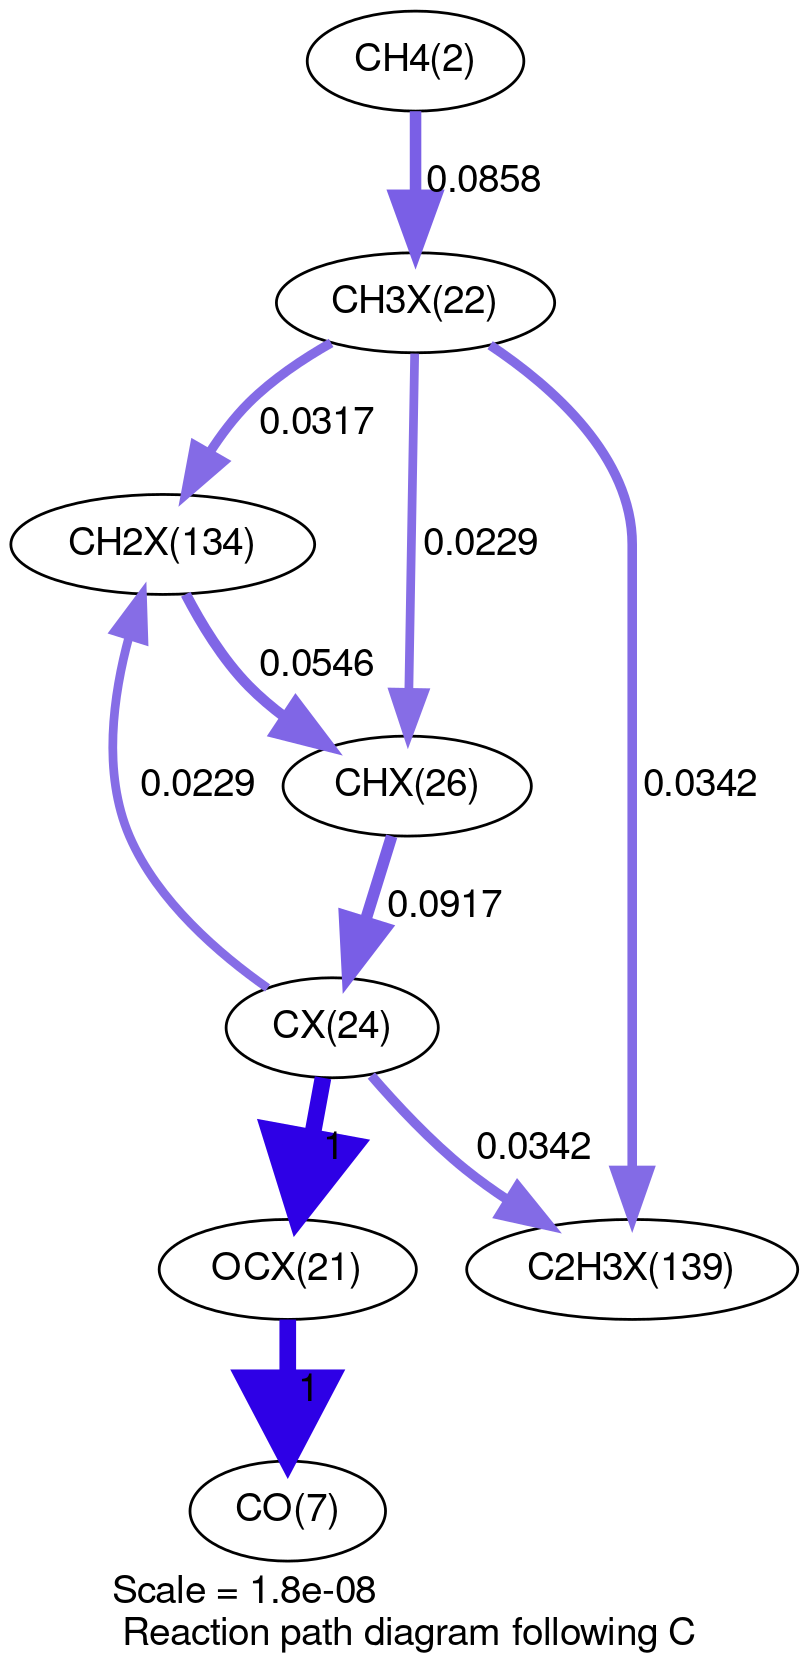 CH4(2)
0.0858
CH3X(22)
0.0317
CH2X(134)
0.0229
0.0546
0.0229
CHX(26)
0.0342
0.0917
CX(24)
1
0.0342
OCX(21)
C2H3X(139)
1
CO(7)
Scale = 1.8e-08
Reaction path diagram following C